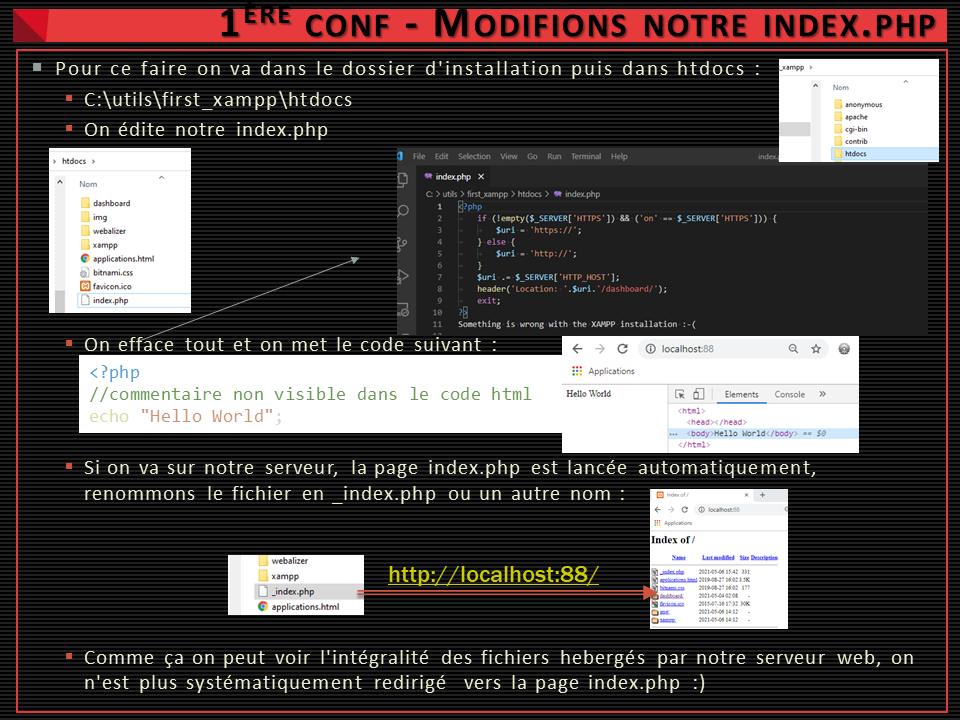 1ÈRE CONF - MODIFIONS NOTRE INDEX.PHP
Pour ce faire on va dans le dossier d'installation puis dans htdocs :
C:\utils\first_xampp\htdocs
On édite notre index.php
_xampp >
Nom
anonymous
apache
cgi-bin
contrib
htdocs
> htdocs >
Nom
dashboard
img
webalizer
xampp
applications.html
bitnami.css
favicon.ico
index.php
File Edit Selection View Go Run Terminal Help index.
index.php ×
C: > utils > first_xampp > htdocs > index.php
1 <?php
2 if (!empty($_SERVER['HTTPS']) && ('on' == $_SERVER['HTTPS'])) {
3 $uri = 'https://';
4 } else {
5 $uri = 'http://';
6 }
7 $uri .= $_SERVER['HTTP_HOST'];
8 header('Location: '.$uri.'/dashboard/');
9 exit;
10 ?>
11 Something is wrong with the XAMPP installation :-(
On efface tout et on met le code suivant :
<?php
//commentaire non visible dans le code html
echo "Hello World";
localhost:88
Applications
Hello World
Elements Console »
<html>
<head></head>
<body>Hello World</body> == $0
</html>
Si on va sur notre serveur, la page index.php est lancée automatiquement,
renommons le fichier en _index.php ou un autre nom :
webalizer
xampp
_index.php
applications.html
http://localhost:88/
Index of /
localhost:88
Applications
Index of /
Name Last modified Size Description
_index.php 2021-05-06 15:42 331
applications.html 2019-08-27 16:02 3.5K
bitnami.css 2019-08-27 16:02 177
dashboard/ 2021-05-04 02:08 -
favicon.ico 2015-07-16 17:32 30K
img/ 2021-05-06 14:12 -
xampp/ 2021-05-06 14:12 -
Comme ça on peut voir l'intégralité des fichiers hebergés par notre serveur web, on
n'est plus systématiquement redirigé vers la page index.php :)